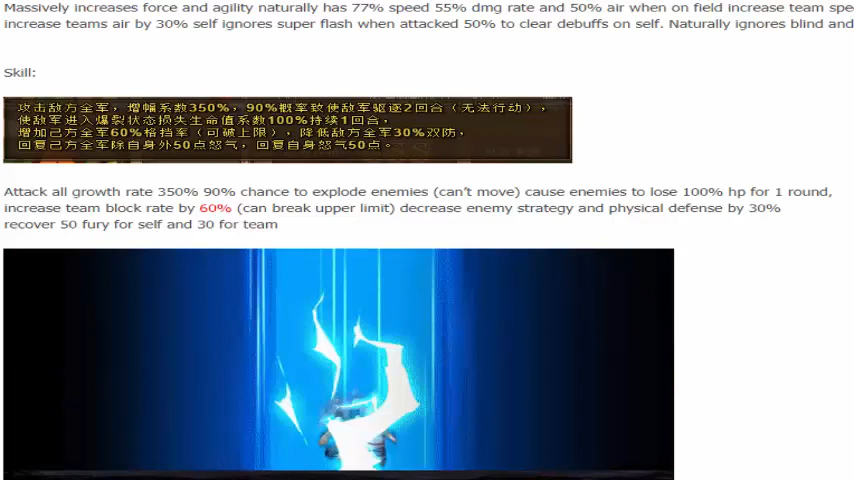 Massively increases force and agility naturally has 77% speed 55% dmg rate and 50% air when on field increase team spe
increase teams air by 30% self ignores super flash when attacked 50% to clear debuffs on self. Naturally ignores blind and
Skill:
攻击敌方全军，增幅系数350%，90%概率致使敌军驱逐2回合（无法行动），
使敌军进入爆裂状态损失生命值系数100%持续1回合，
增加己方全军60%格挡率（可破上限），降低敌方全军30%双防，
回复己方全军除自身外50点怒气，回复自身怒气50点。
Attack all growth rate 350% 90% chance to explode enemies (can't move) cause enemies to lose 100% hp for 1 round,
increase team block rate by 60% (can break upper limit) decrease enemy strategy and physical defense by 30%
recover 50 fury for self and 30 for team